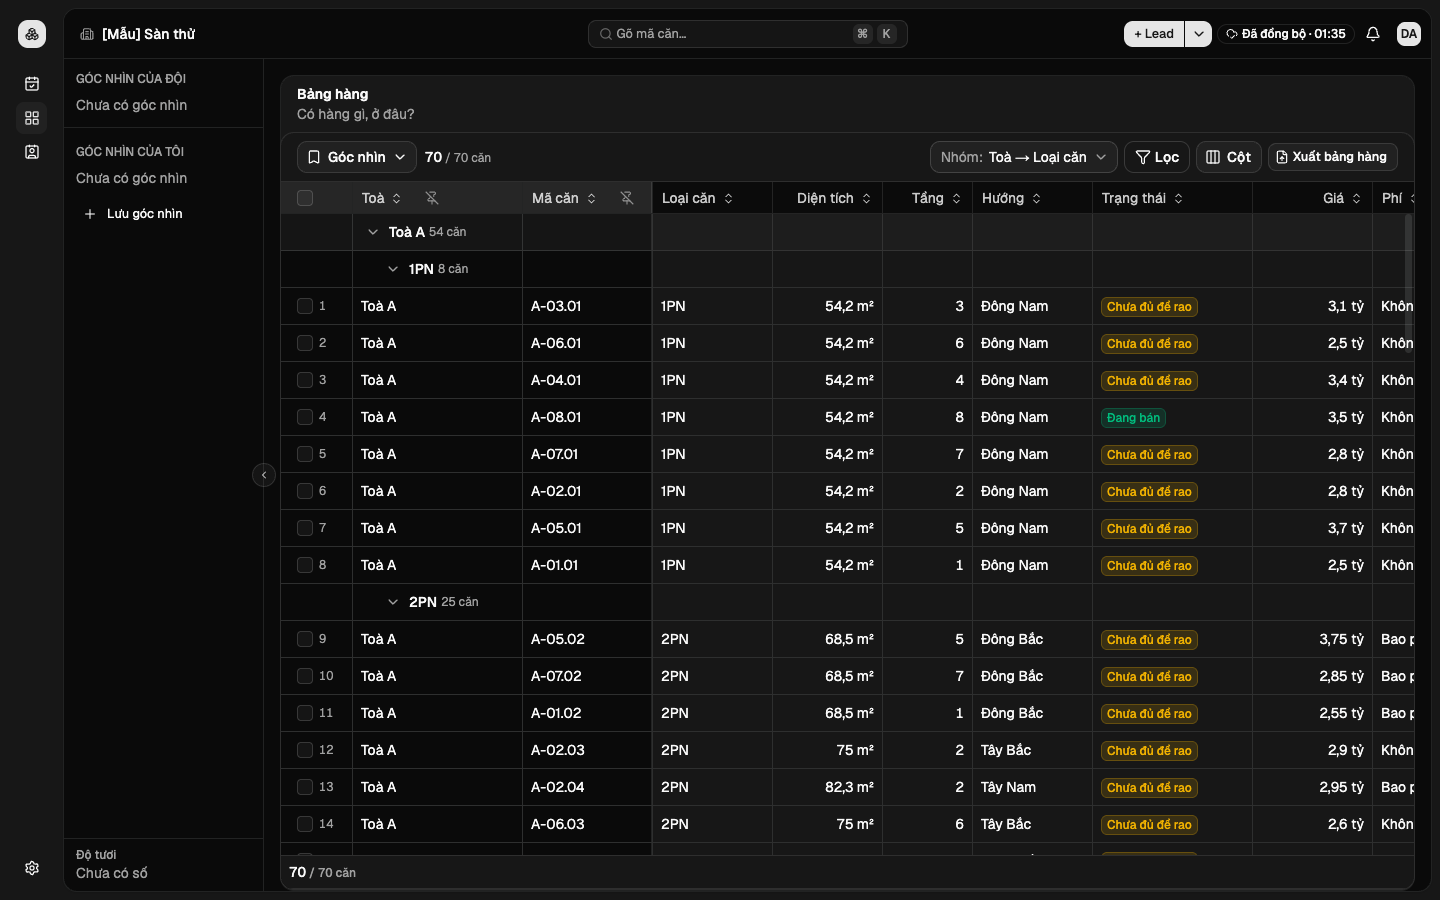 [Mẫu] Sàn thử
Gõ mã căn...
⌘ K
+ Lead
Đã đồng bộ · 01:35
DA
GÓC NHÌN CỦA ĐỘI
Chưa có góc nhìn
GÓC NHÌN CỦA TÔI
Chưa có góc nhìn
+ Lưu góc nhìn
Độ tươi
Chưa có số
Bảng hàng
Có hàng gì, ở đâu?
Góc nhìn
70 / 70 căn
Nhóm: Toà → Loại căn
Lọc
Cột
Xuất bảng hàng
Toà Mã căn Loại căn Diện tích Tầng Hướng Trạng thái Giá Phí
Toà A 54 căn
1PN 8 căn
1 Toà A A-03.01 1PN 54,2 m² 3 Đông Nam Chưa đủ để rao 3,1 tỷ Khôn
2 Toà A A-06.01 1PN 54,2 m² 6 Đông Nam Chưa đủ để rao 2,5 tỷ Khôn
3 Toà A A-04.01 1PN 54,2 m² 4 Đông Nam Chưa đủ để rao 3,4 tỷ Khôn
4 Toà A A-08.01 1PN 54,2 m² 8 Đông Nam Đang bán 3,5 tỷ Khôn
5 Toà A A-07.01 1PN 54,2 m² 7 Đông Nam Chưa đủ để rao 2,8 tỷ Khôn
6 Toà A A-02.01 1PN 54,2 m² 2 Đông Nam Chưa đủ để rao 2,8 tỷ Khôn
7 Toà A A-05.01 1PN 54,2 m² 5 Đông Nam Chưa đủ để rao 3,7 tỷ Khôn
8 Toà A A-01.01 1PN 54,2 m² 1 Đông Nam Chưa đủ để rao 2,5 tỷ Khôn
2PN 25 căn
9 Toà A A-05.02 2PN 68,5 m² 5 Đông Bắc Chưa đủ để rao 3,75 tỷ Bao p
10 Toà A A-07.02 2PN 68,5 m² 7 Đông Bắc Chưa đủ để rao 2,85 tỷ Bao p
11 Toà A A-01.02 2PN 68,5 m² 1 Đông Bắc Chưa đủ để rao 2,55 tỷ Bao p
12 Toà A A-02.03 2PN 75 m² 2 Tây Bắc Chưa đủ để rao 2,9 tỷ Khôn
13 Toà A A-02.04 2PN 82,3 m² 2 Tây Nam Chưa đủ để rao 2,95 tỷ Bao p
14 Toà A A-06.03 2PN 75 m² 6 Tây Bắc Chưa đủ để rao 2,6 tỷ Khôn
70 / 70 căn